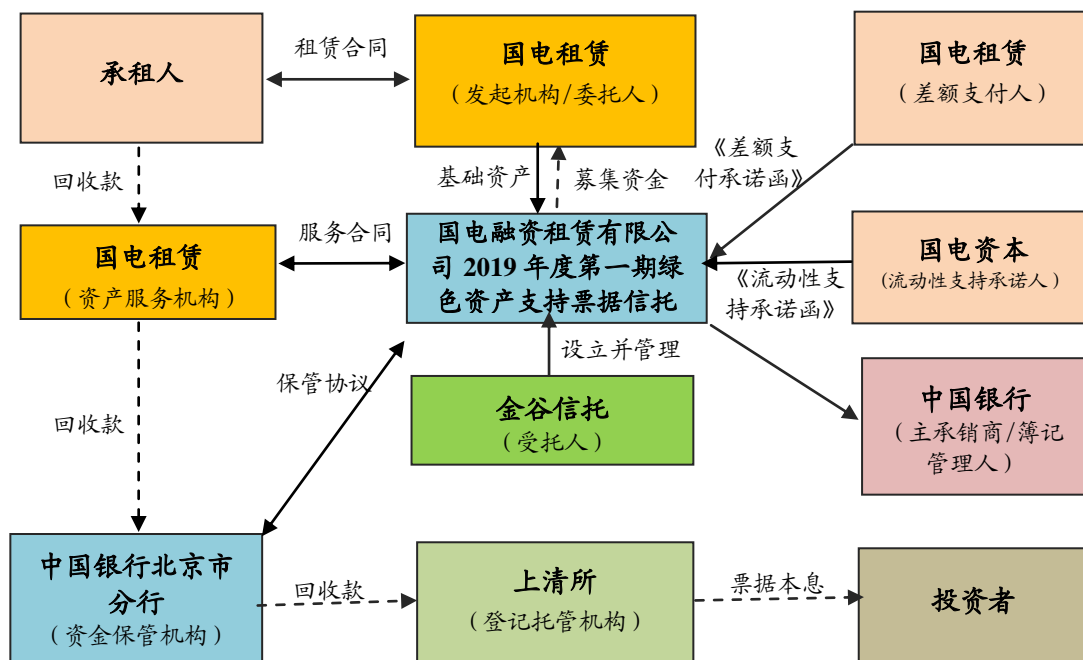 承租人
租赁合同
国电租赁
（发起机构/委托人）
国电租赁
（差额支付人）
回收款
基础资产
募集资金
《差额支
付承诺函》
国电租赁
（资产服务机构）
服务合同
国电融资租赁有限公
司 2019 年度第一期绿
色资产支持票据信托
国电资本
(流动性支持承诺人）
《流动性支
持承诺函》
设立并管理
保管协议
回收款
金谷信托
（受托人）
中国银行
（主承销商/簿记
管理人）
中国银行北京市
分行
（资金保管机构）
回收款
上清所
（登记托管机构）
票据本息
投资者